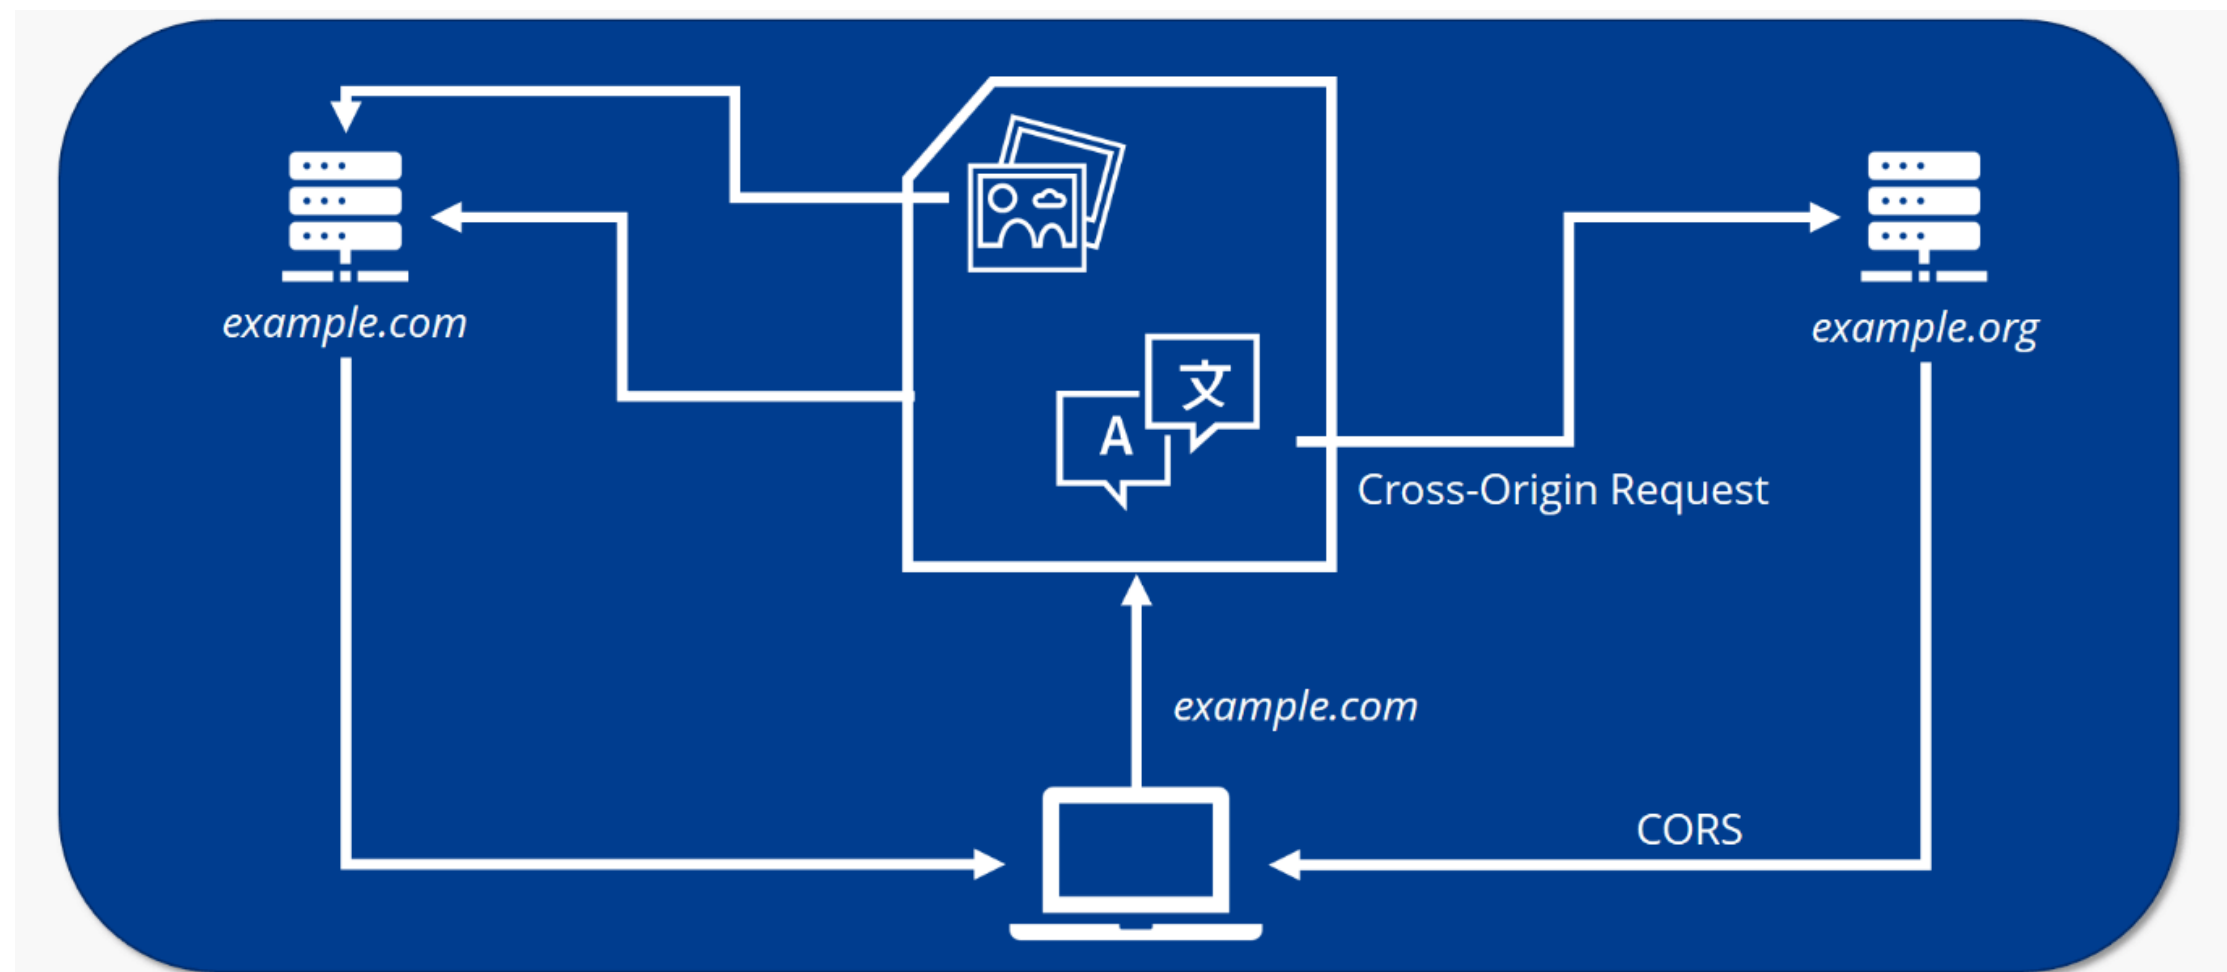 example.com
example.org
文
A
Cross-Origin Request
example.com
CORS